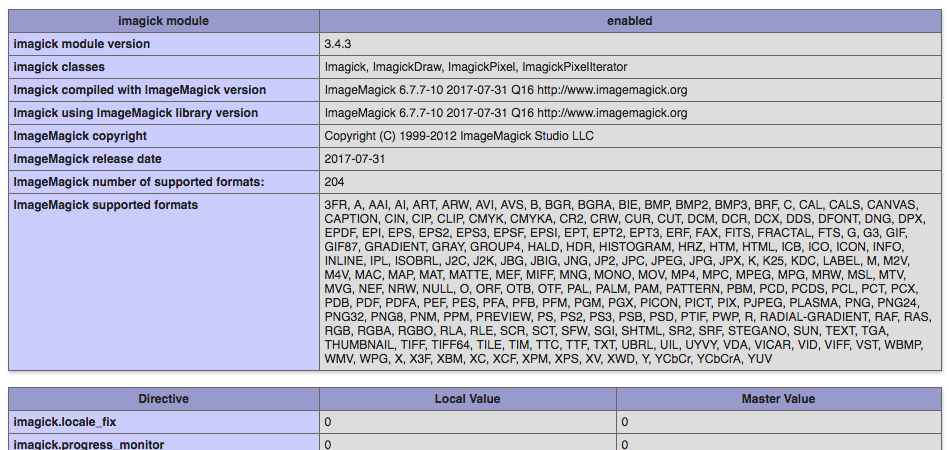 imagick module enabled
imagick module version 3.4.3
imagick classes Imagick, ImagickDraw, ImagickPixel, ImagickPixelIterator
Imagick compiled with ImageMagick version ImageMagick 6.7.7-10 2017-07-31 Q16 http://www.imagemagick.org
Imagick using ImageMagick library version ImageMagick 6.7.7-10 2017-07-31 Q16 http://www.imagemagick.org
ImageMagick copyright Copyright (C) 1999-2012 ImageMagick Studio LLC
ImageMagick release date 2017-07-31
ImageMagick number of supported formats: 204
ImageMagick supported formats 3FR, A, AAI, AI, ART, ARW, AVI, AVS, B, BGR, BGRA, BIE, BMP, BMP2, BMP3, BRF, C, CAL, CALS, CANVAS,
CAPTION, CIN, CIP, CLIP, CMYK, CMYKA, CR2, CRW, CUR, CUT, DCM, DCR, DCX, DDS, DFONT, DNG, DPX,
EPDF, EPI, EPS, EPS2, EPS3, EPSF, EPSI, EPT, EPT2, EPT3, ERF, FAX, FITS, FRACTAL, FTS, G, G3, GIF,
GIF87, GRADIENT, GRAY, GROUP4, HALD, HDR, HISTOGRAM, HRZ, HTM, HTML, ICB, ICO, ICON, INFO,
INLINE, IPL, ISOBRL, J2C, J2K, JBG, JBIG, JNG, JP2, JPC, JPEG, JPG, JPX, K, K25, KDC, LABEL, M, M2V,
M4V, MAC, MAP, MAT, MATTE, MEF, MIFF, MNG, MONO, MOV, MP4, MPC, MPEG, MPG, MRW, MSL, MTV,
MVG, NEF, NRW, NULL, O, ORF, OTB, OTF, PAL, PALM, PAM, PATTERN, PBM, PCD, PCDS, PCL, PCT, PCX,
PDB, PDF, PDFA, PEF, PES, PFA, PFB, PFM, PGM, PGX, PICON, PICT, PIX, PJPEG, PLASMA, PNG, PNG24,
PNG32, PNG8, PNM, PPM, PREVIEW, PS, PS2, PS3, PSB, PSD, PTIF, PWP, R, RADIAL-GRADIENT, RAF, RAS,
RGB, RGBA, RGBO, RLA, RLE, SCR, SCT, SFW, SGI, SHTML, SR2, SRF, STEGANO, SUN, TEXT, TGA,
THUMBNAIL, TIFF, TIFF64, TILE, TIM, TTC, TTF, TXT, UBRL, UIL, UYVY, VDA, VICAR, VID, VIFF, VST, WBMP,
WMV, WPG, X, X3F, XBM, XC, XCF, XPM, XPS, XV, XWD, Y, YCbCr, YCbCrA, YUV
Directive Local Value Master Value
imagick.locale_fix 0 0
imagick.progress_monitor 0 0